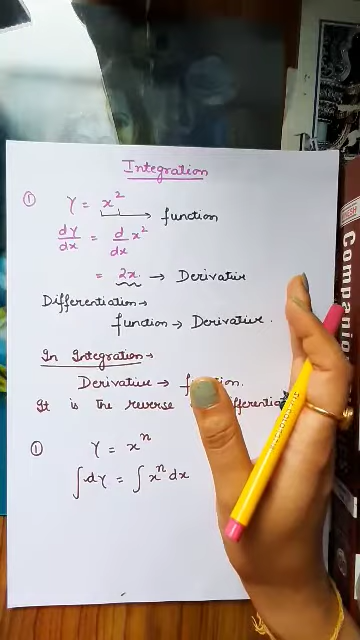 Integration
① Y = x²
function
dY/dx = d/dx x²
= 2x → Derivative
Differentiation→
function → Derivative.
In Integration→
Derivative → function.
It is the reverse
① Y = xⁿ
∫dY = ∫xⁿ dx